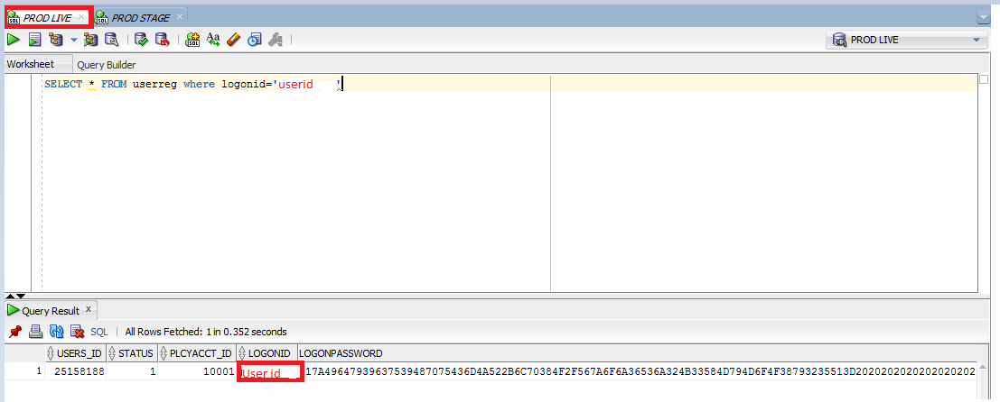 PROD LIVE PROD STAGE
PROD LIVE
Worksheet Query Builder
SELECT * FROM userreg where logonid='userid '
Query Result x
SQL | All Rows Fetched: 1 in 0.352 seconds
USERS_ID STATUS PLCYACCT_ID LOGONID LOGONPASSWORD
1 25158188 1 10001 User id